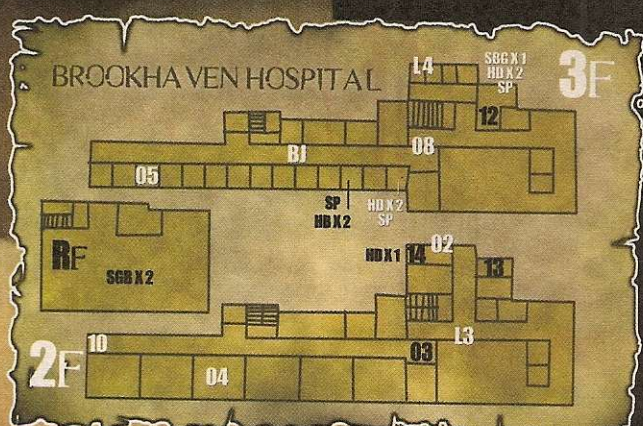 BROOKHAVEN HOSPITAL
3F
L4
SBG X 1
HD X 2
SP
12
BJ
08
05
SP
HB X 2
HD X 2
SP
RF
SGB X 2
HD X 1
14
02
13
10
L3
03
2F
04